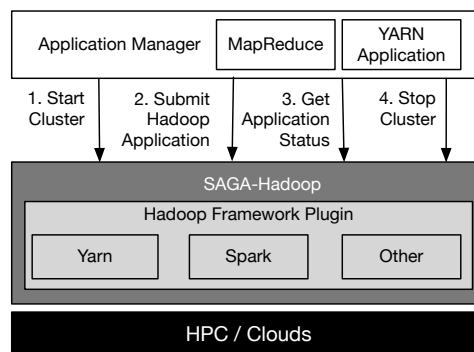 Application Manager
MapReduce
YARN
Application
1. Start
Cluster
2. Submit
Hadoop
Application
3. Get
Application
Status
4. Stop
Cluster
SAGA-Hadoop
Hadoop Framework Plugin
Yarn
Spark
Other
HPC / Clouds